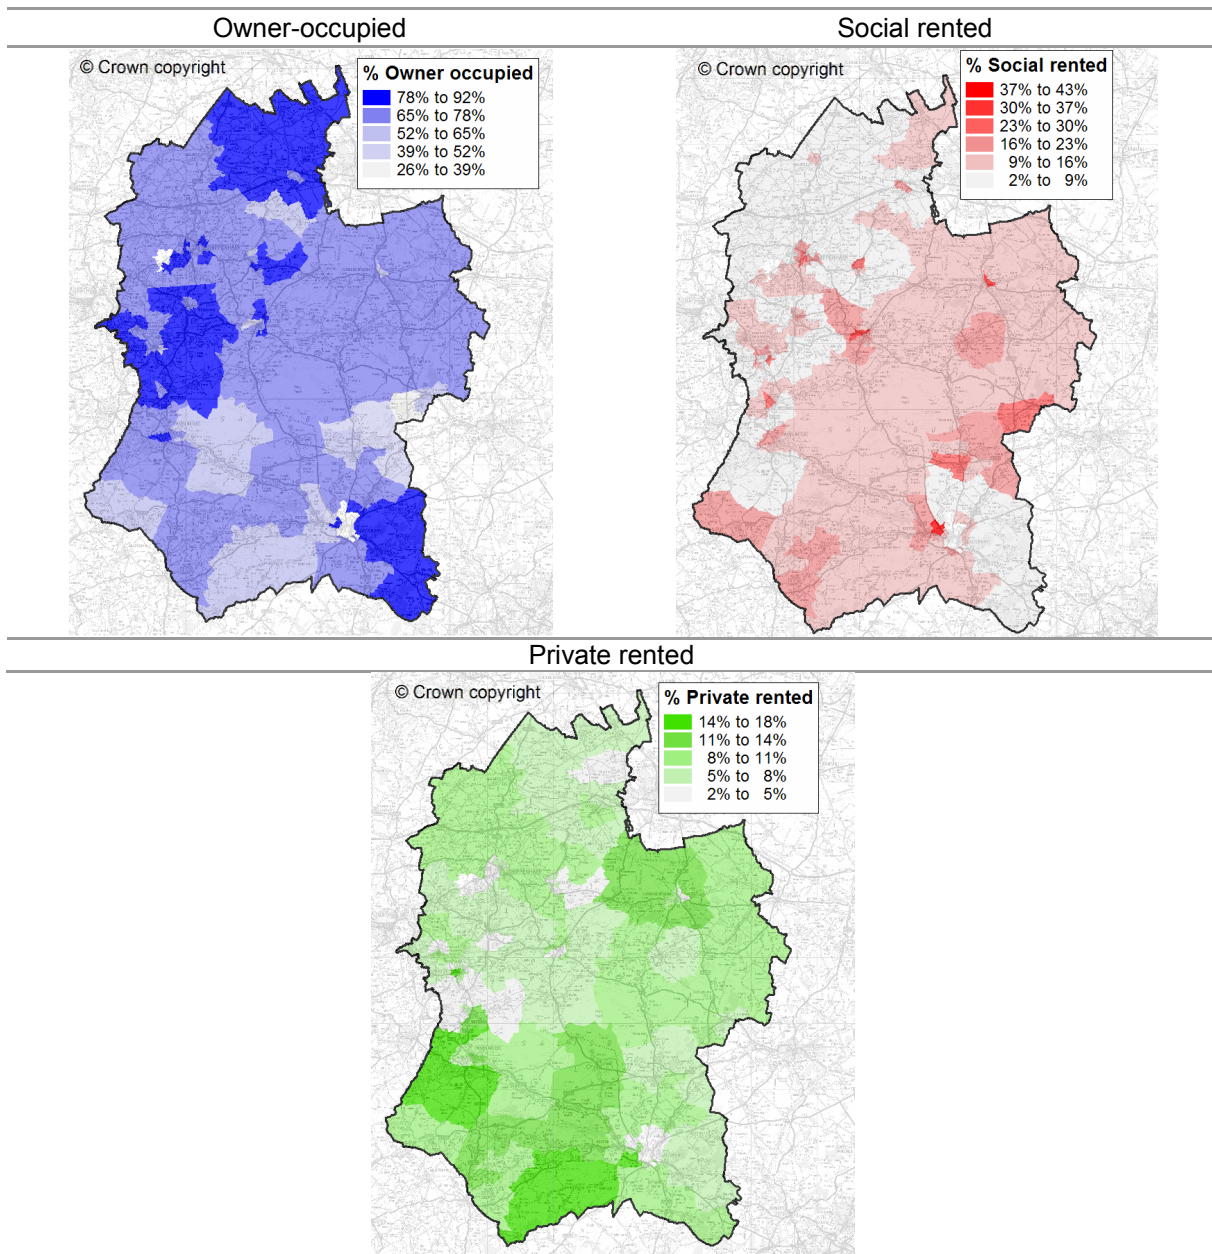 Owner-occupied
Social rented
© Crown copyright
% Owner occupied
78% to 92%
65% to 78%
52% to 65%
39% to 52%
26% to 39%
© Crown copyright
% Social rented
37% to 43%
30% to 37%
23% to 30%
16% to 23%
9% to 16%
2% to 9%
Private rented
© Crown copyright
% Private rented
14% to 18%
11% to 14%
8% to 11%
5% to 8%
2% to 5%